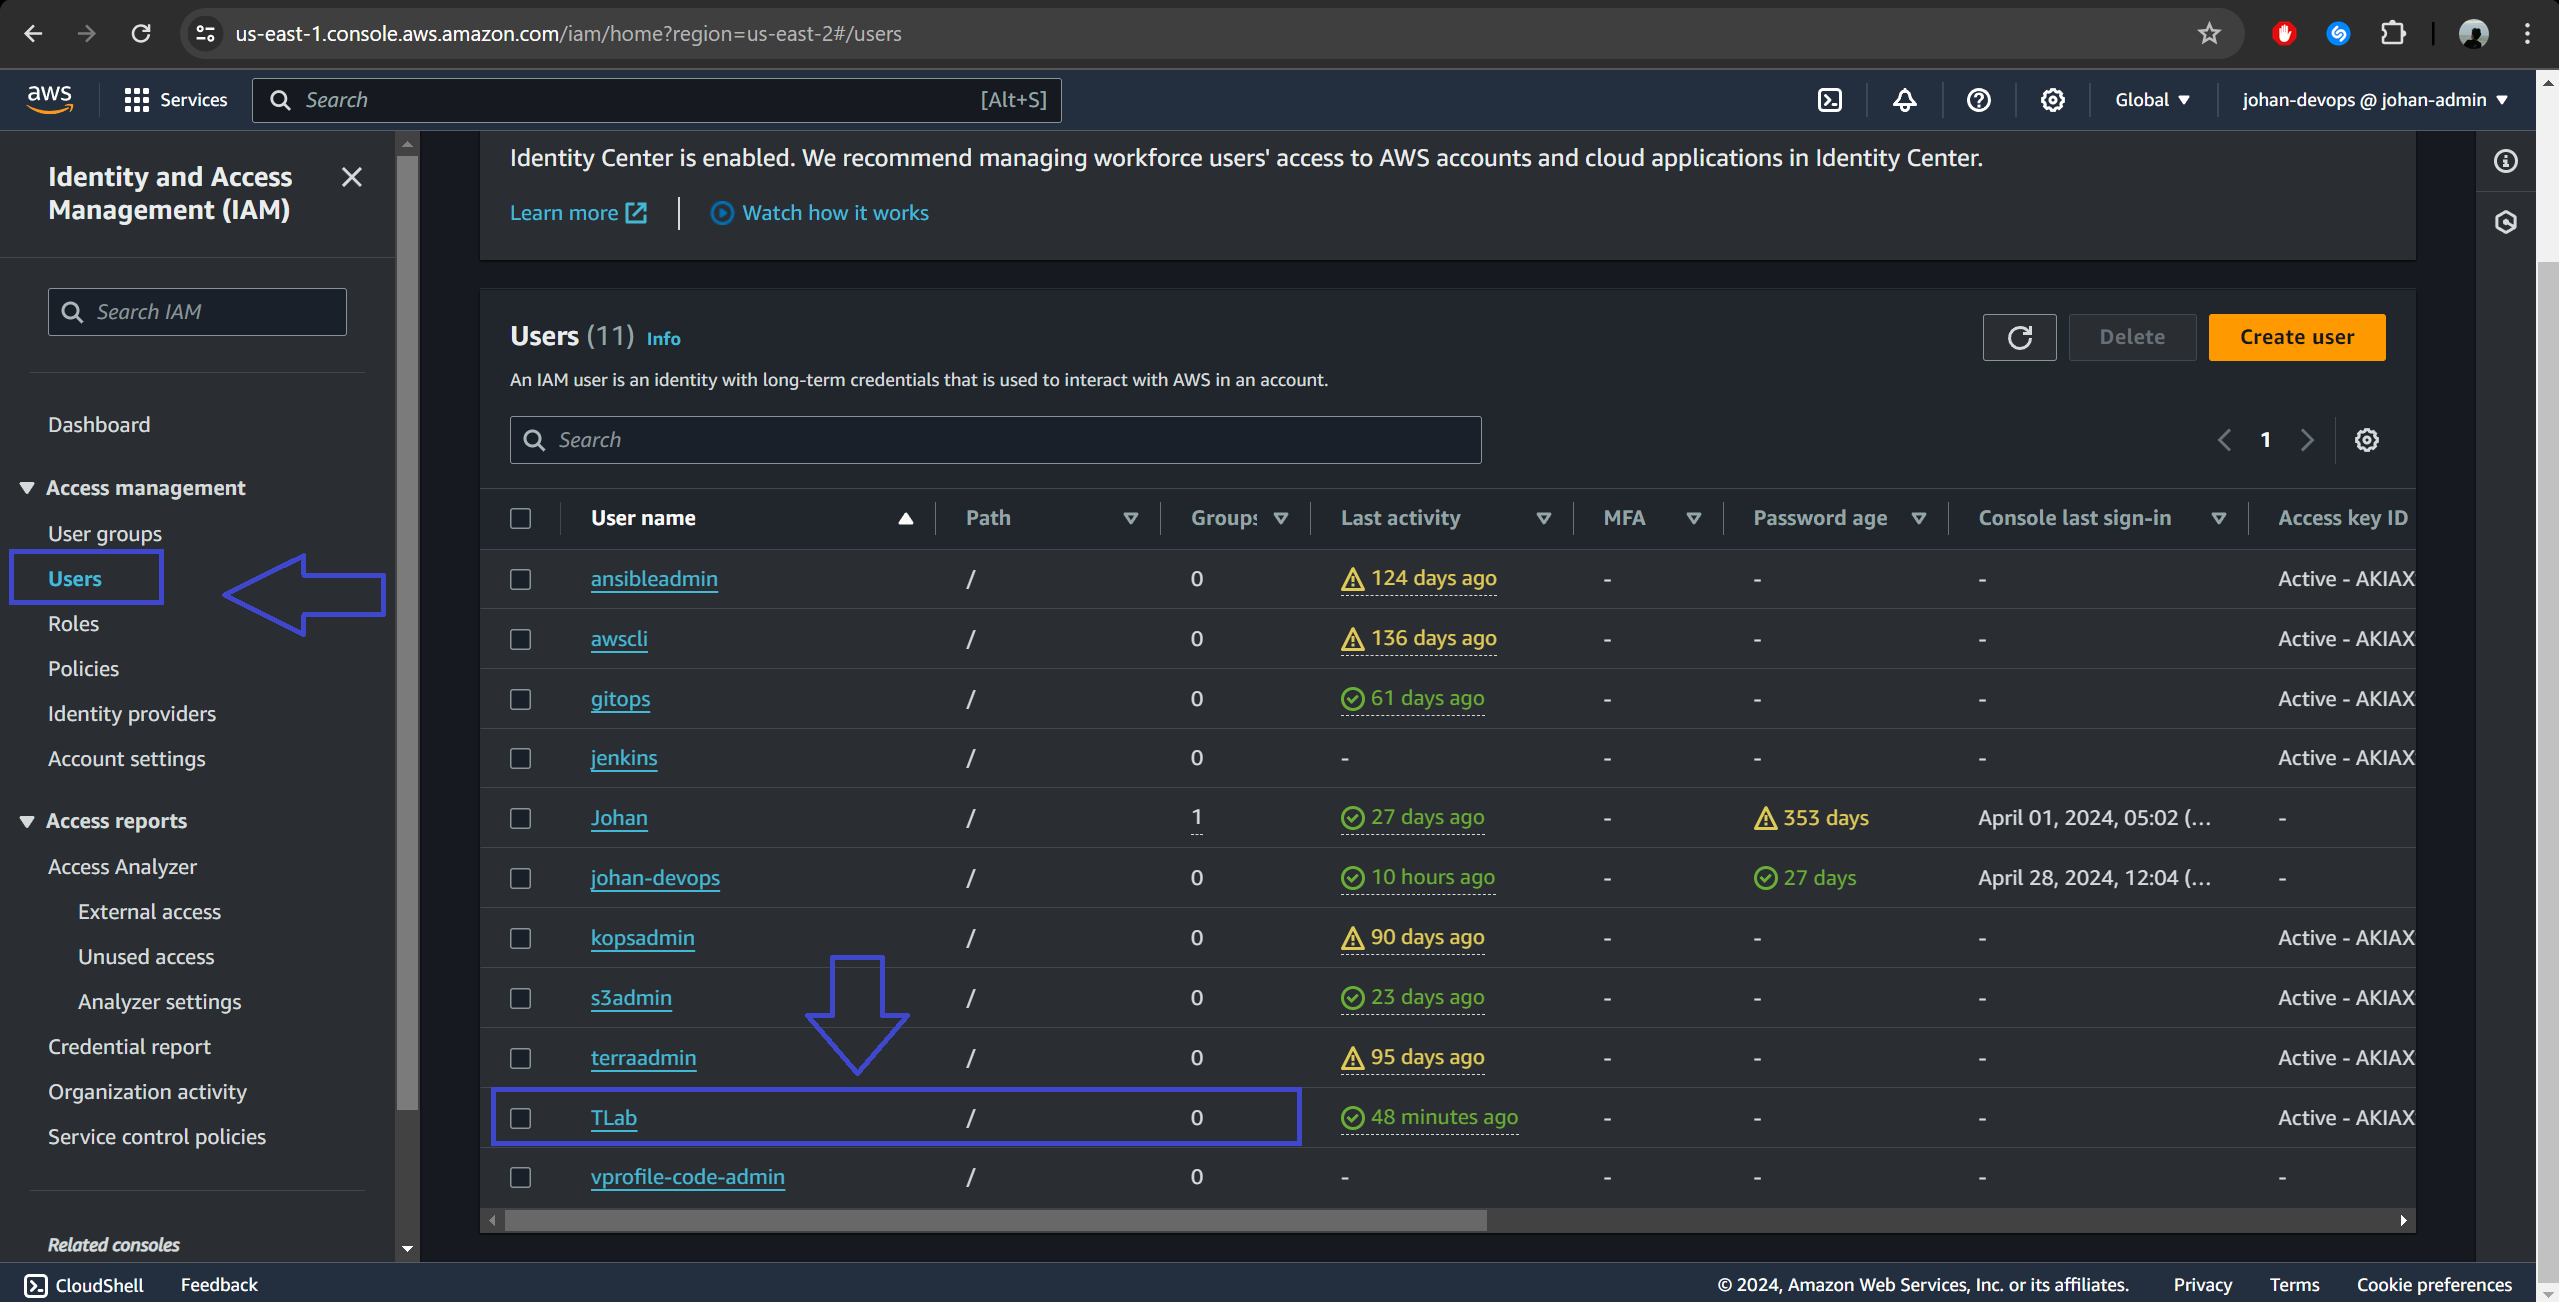 us-east-1.console.aws.amazon.com/iam/home?region=us-east-2#/users
aws Services Search [Alt+S] Global johan-devops @ johan-admin
Identity and Access
Management (IAM)
Search IAM
Dashboard
Access management
User groups
Users
Roles
Policies
Identity providers
Account settings
Access reports
Access Analyzer
External access
Unused access
Analyzer settings
Credential report
Organization activity
Service control policies
Related consoles
Identity Center is enabled. We recommend managing workforce users' access to AWS accounts and cloud applications in Identity Center.
Learn more Watch how it works
Users (11) Info Delete Create user
An IAM user is an identity with long-term credentials that is used to interact with AWS in an account.
Search 1
User name Path Groups Last activity MFA Password age Console last sign-in Access key ID
ansibleadmin / 0 124 days ago - - - Active - AKIAX
awscli / 0 136 days ago - - - Active - AKIAX
gitops / 0 61 days ago - - - Active - AKIAX
jenkins / 0 - - - - Active - AKIAX
Johan / 1 27 days ago - 353 days April 01, 2024, 05:02 (... -
johan-devops / 0 10 hours ago - 27 days April 28, 2024, 12:04 (... -
kopsadmin / 0 90 days ago - - - Active - AKIAX
s3admin / 0 23 days ago - - - Active - AKIAX
terraadmin / 0 95 days ago - - - Active - AKIAX
TLab / 0 48 minutes ago - - - Active - AKIAX
vprofile-code-admin / 0 - - - - -
CloudShell Feedback © 2024, Amazon Web Services, Inc. or its affiliates. Privacy Terms Cookie preferences